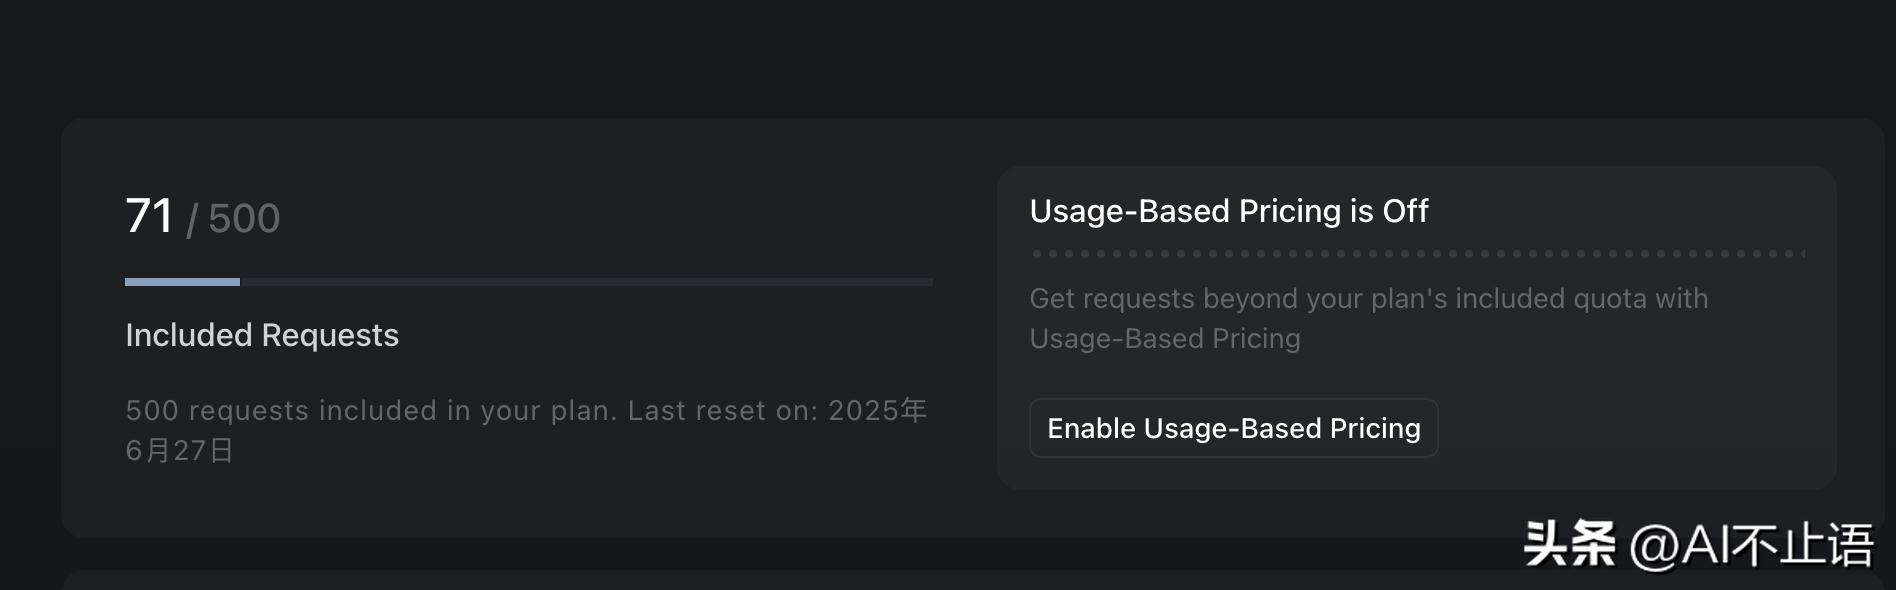 71 / 500
Included Requests
500 requests included in your plan. Last reset on: 2025年
6月27日
Usage-Based Pricing is Off
Get requests beyond your plan's included quota with
Usage-Based Pricing
Enable Usage-Based Pricing
头条 @AI不止语